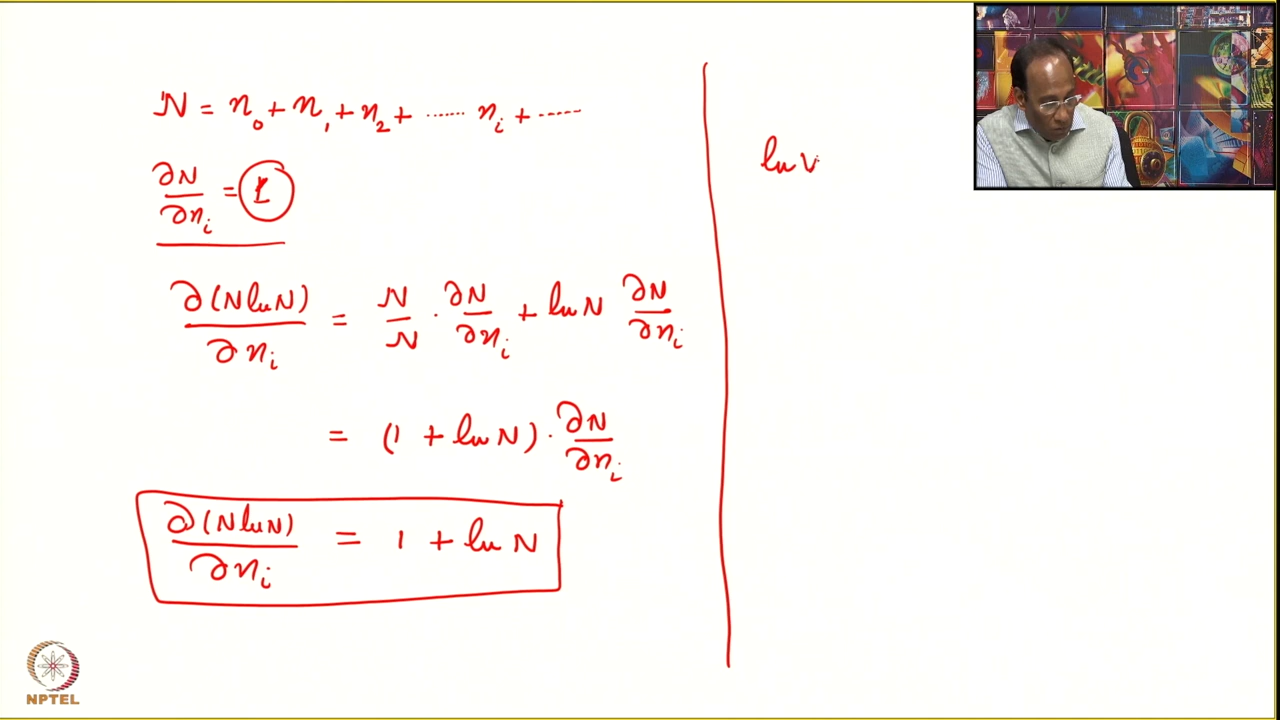 N = n₀ + n₁ + n₂ + ...... nᵢ + ......
∂N/∂nᵢ = 1
∂(N ln N)/∂nᵢ = N/N · ∂N/∂nᵢ + ln N ∂N/∂nᵢ
= (1 + ln N) · ∂N/∂nᵢ
∂(N ln N)/∂nᵢ = 1 + ln N
ln
NPTEL